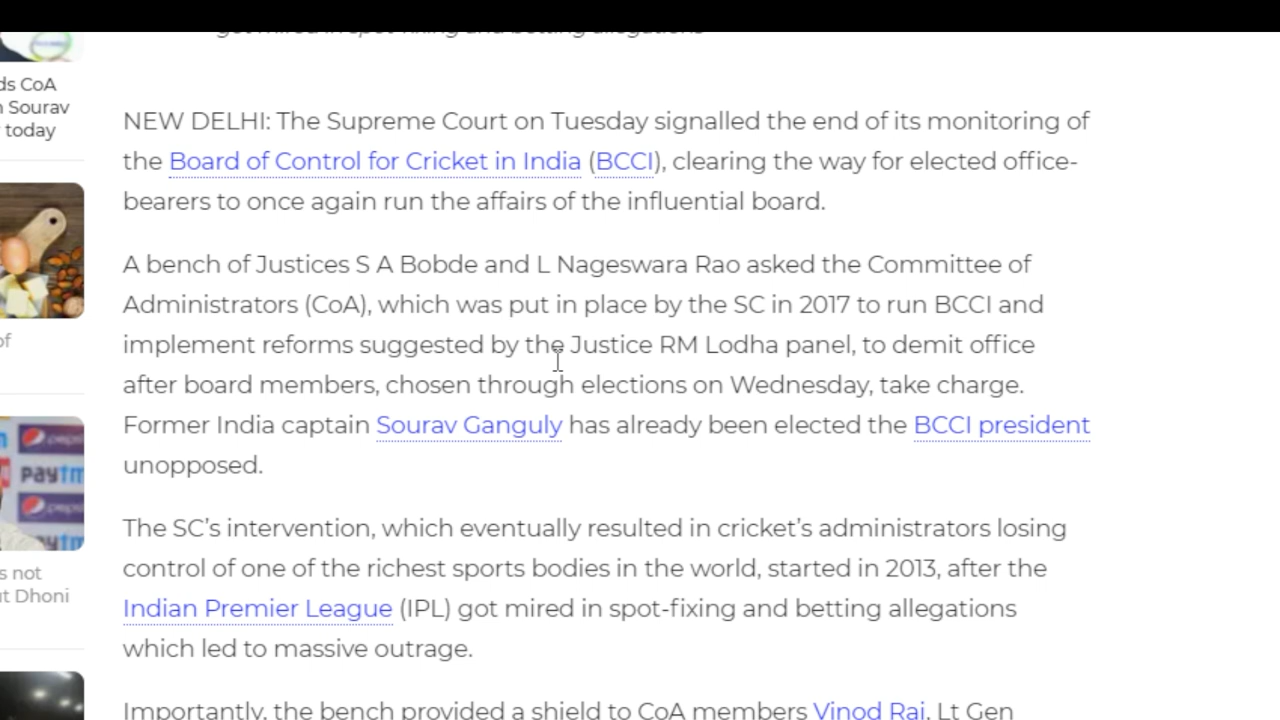 ds CoA
n Sourav
today
of
paytm
pepsi
s not
ut Dhoni
NEW DELHI: The Supreme Court on Tuesday signalled the end of its monitoring of
the Board of Control for Cricket in India (BCCI), clearing the way for elected office-
bearers to once again run the affairs of the influential board.
A bench of Justices S A Bobde and L Nageswara Rao asked the Committee of
Administrators (CoA), which was put in place by the SC in 2017 to run BCCI and
implement reforms suggested by the Justice RM Lodha panel, to demit office
after board members, chosen through elections on Wednesday, take charge.
Former India captain Sourav Ganguly has already been elected the BCCI president
unopposed.
The SC’s intervention, which eventually resulted in cricket’s administrators losing
control of one of the richest sports bodies in the world, started in 2013, after the
Indian Premier League (IPL) got mired in spot-fixing and betting allegations
which led to massive outrage.
Importantly, the bench provided a shield to CoA members Vinod Rai, Lt Gen